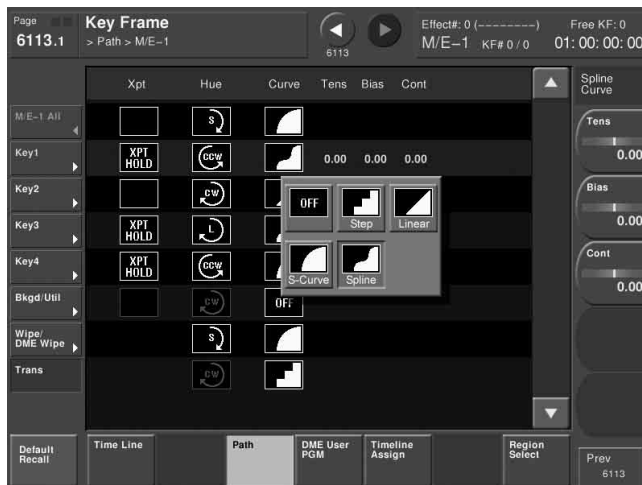 Page
6113.1
Key Frame
> Path > M/E-1
6113
Effect#: 0 (--------)
M/E-1 KF# 0 / 0
Free KF: 0
01: 00: 00: 00
Xpt Hue Curve Tens Bias Cont
Spline
Curve
M/E-1 All
S
Tens
0.00
Key1
XPT
HOLD
CCW
0.00 0.00 0.00
Key2
CW
Bias
0.00
OFF
Step
Linear
Key3
XPT
HOLD
L
Key4
XPT
HOLD
CCW
S-Curve
Spline
Cont
0.00
Bkgd/Util
CW
OFF
Wipe/
DME Wipe
S
Trans
CW
Default
Recall
Time Line
Path
DME User
PGM
Timeline
Assign
Region
Select
Prev
6113